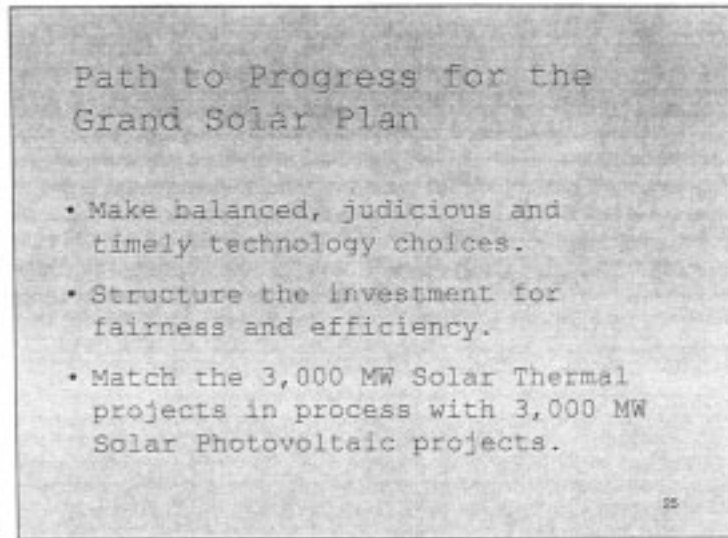 Path to Progress for the
Grand Solar Plan
• Make balanced, judicious and
timely technology choices.
• Structure the investment for
fairness and efficiency.
• Match the 3,000 MW Solar Thermal
projects in process with 3,000 MW
Solar Photovoltaic projects.
25